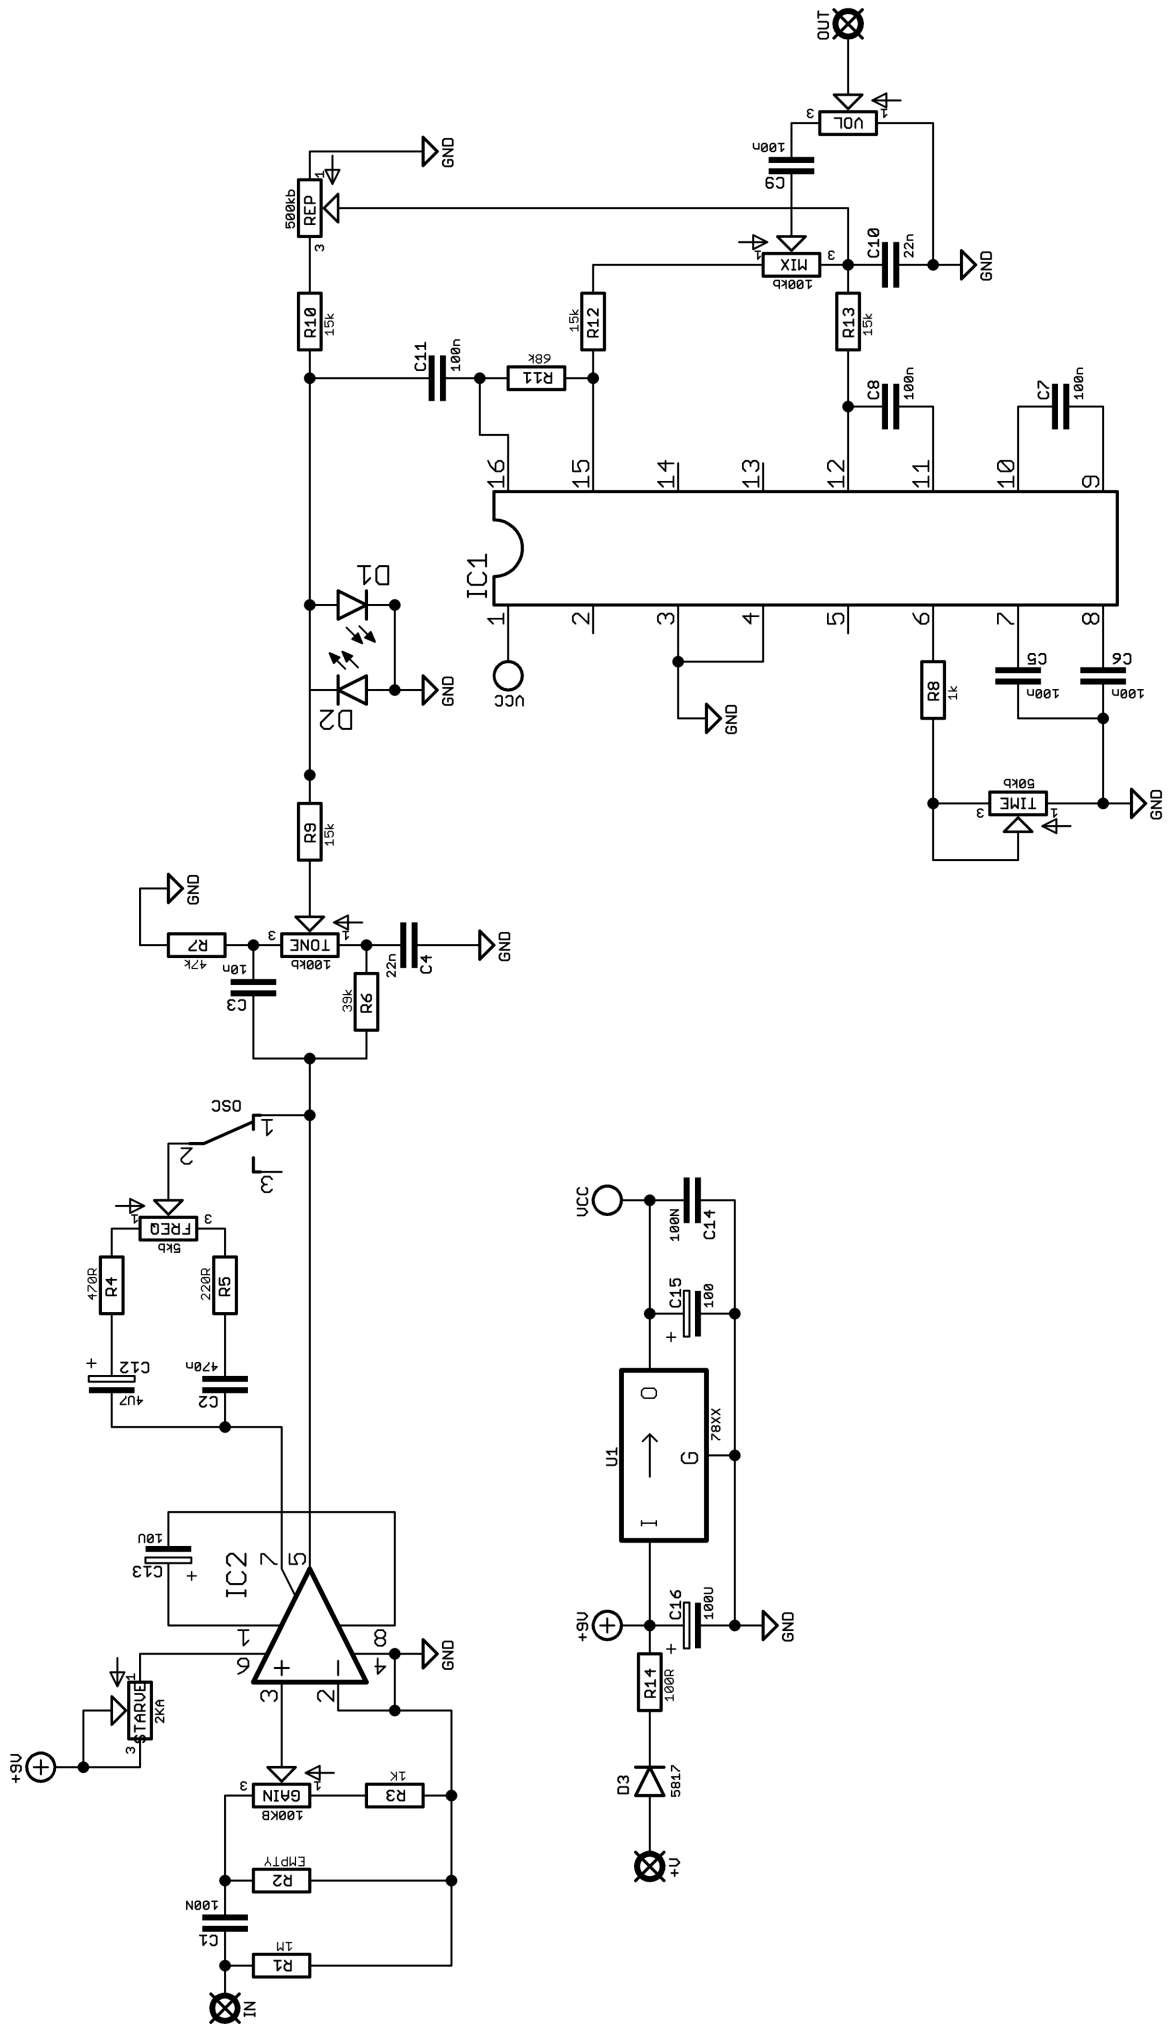 OUT
3
VOL
1
100n
C9
GND
500kb
REP
1
3
1
MIX
3
100kb
C10
22n
GND
R10
15k
15k
R12
R13
15k
C11
100n
68k
R11
C8
100n
C7
100n
16
15
14
13
12
11
10
9
IC1
D1
D2
GND
1
2
3
4
5
6
7
8
VCC
GND
R8
1k
C5
100n
C6
100n
50kb
TIME
3
1
GND
R9
15k
GND
R7
47k
10n
C3
3
TONE
1
100kb
22n
C4
GND
39k
R6
OSC
1
2
3
1
FREQ
3
5kb
470R
R4
220R
R5
+
C12
4U7
470n
C2
VCC
100N
C14
C15
100
+
U1
O
G
I
78XX
10U
C13
+
IC2
7
5
1
6
8
4
3
2
+
-
GND
+9V
1
STARVE
3
2KA
+9V
C16
100U
+
GND
R14
100R
D3
5817
+V
3
GAIN
1
100KB
1K
R3
EMPTY
R2
100N
C1
1M
R1
IN